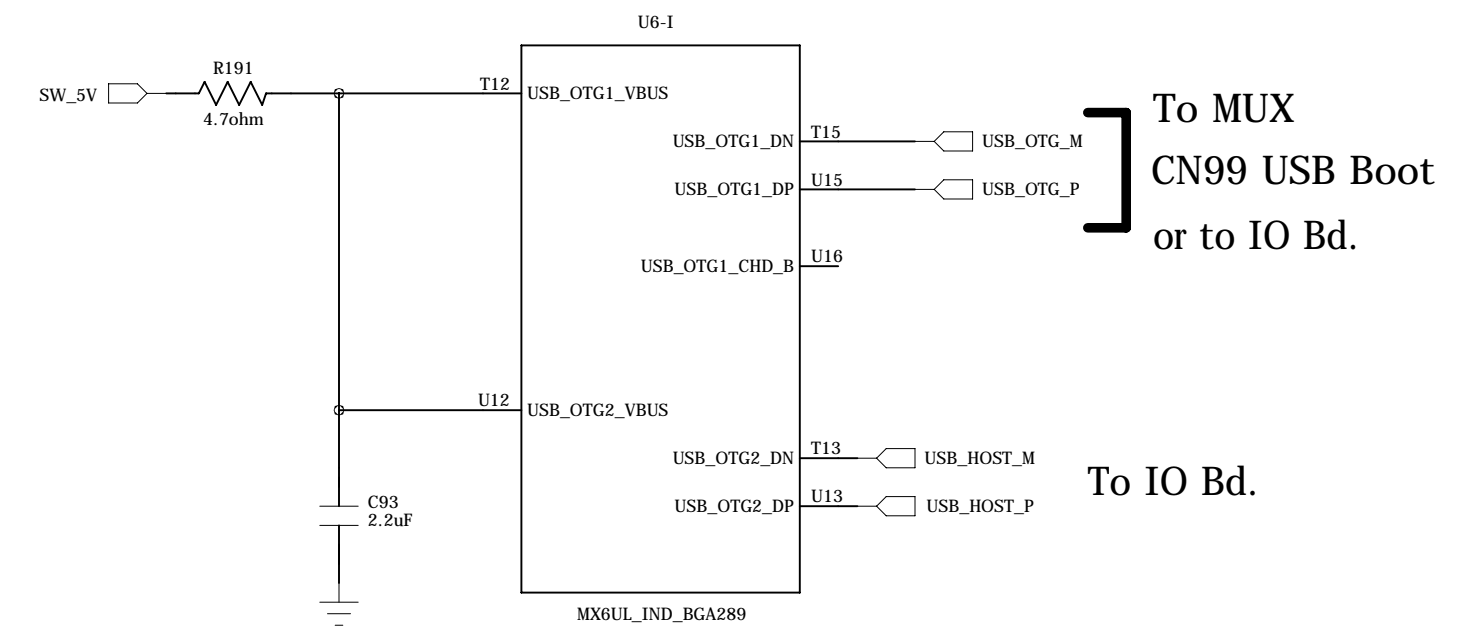 U6-I
R191
SW_5V
4.7ohm
T12
USB_OTG1_VBUS
USB_OTG1_DN
T15
USB_OTG_M
USB_OTG1_DP
U15
USB_OTG_P
To MUX
CN99 USB Boot
or to IO Bd.
USB_OTG1_CHD_B
U16
U12
USB_OTG2_VBUS
USB_OTG2_DN
T13
USB_HOST_M
USB_OTG2_DP
U13
USB_HOST_P
To IO Bd.
C93
2.2uF
MX6UL_IND_BGA289